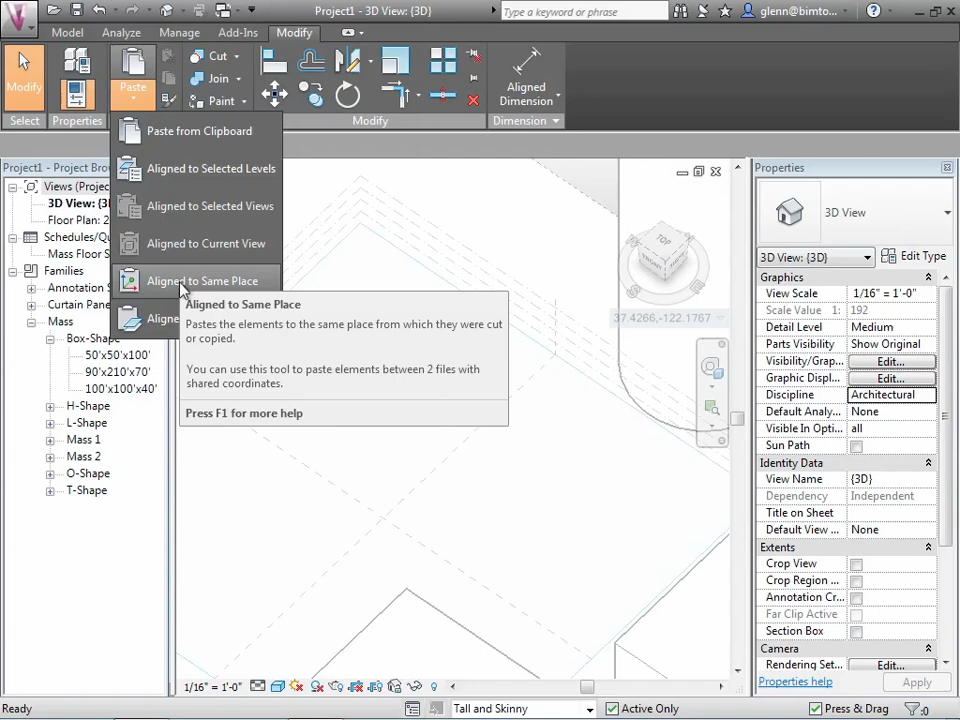 Project1 - 3D View: {3D}
Type a keyword or phrase
glenn@bimto...
Model
Analyze
Manage
Add-Ins
Modify
Modify
Paste
Cut
Join
Paint
Aligned
Dimension
Select
Properties
Modify
Dimension
Paste from Clipboard
Aligned to Selected Levels
Aligned to Selected Views
Aligned to Current View
Aligned to Same Place
Aligne
Aligned to Same Place
Pastes the elements to the same place from which they were cut
or copied.
You can use this tool to paste elements between 2 files with
shared coordinates.
Press F1 for more help
Project1 - Project Bro
Views (Projec
3D View: {3
Floor Plan: 2
Schedules/Qu
Mass Floor S
Families
Annotation
Curtain Pane
Mass
Box-Shape
50'x50'x100'
90'x210'x70'
100'x100'x40'
H-Shape
L-Shape
Mass 1
Mass 2
O-Shape
T-Shape
TOP
FRONT
RIGHT
37.4266,-122.1767
Properties
3D View
3D View: {3D}
Edit Type
Graphics
View Scale 1/16" = 1'-0"
Scale Value 1: 192
Detail Level Medium
Parts Visibility Show Original
Visibility/Grap... Edit...
Graphic Displ... Edit...
Discipline Architectural
Default Analy... None
Visible In Opti... all
Sun Path
Identity Data
View Name {3D}
Dependency Independent
Title on Sheet
Default View ... None
Extents
Crop View
Crop Region ...
Annotation Cr...
Far Clip Active
Section Box
Camera
Rendering Set... Edit...
Properties help
Apply
1/16" = 1'-0"
Ready
Tall and Skinny
Active Only
Press & Drag
:0